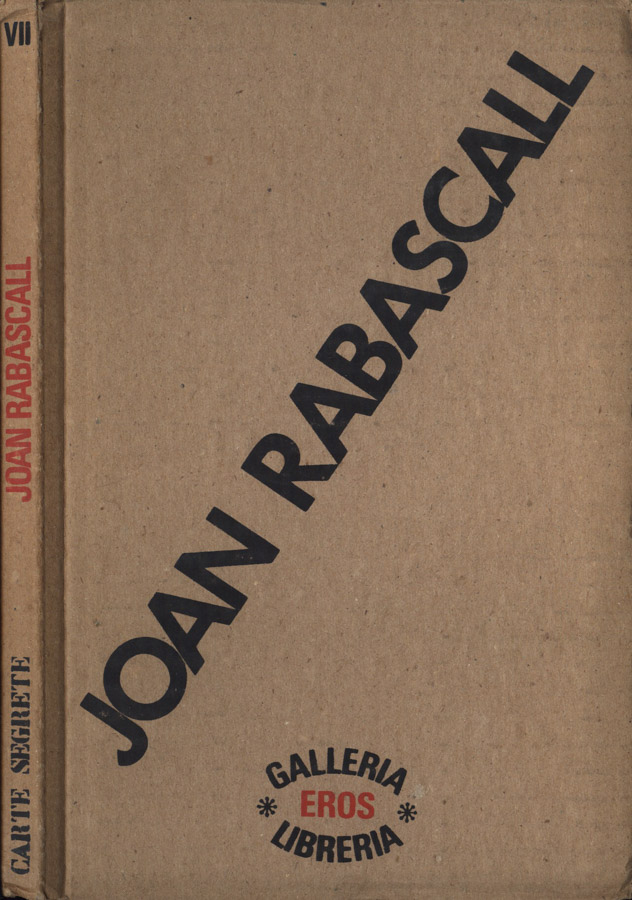 VII
JOAN RABASCALL
CARTE SEGRETE
JOAN RABASCALL
GALLERIA
* EROS *
LIBRERIA